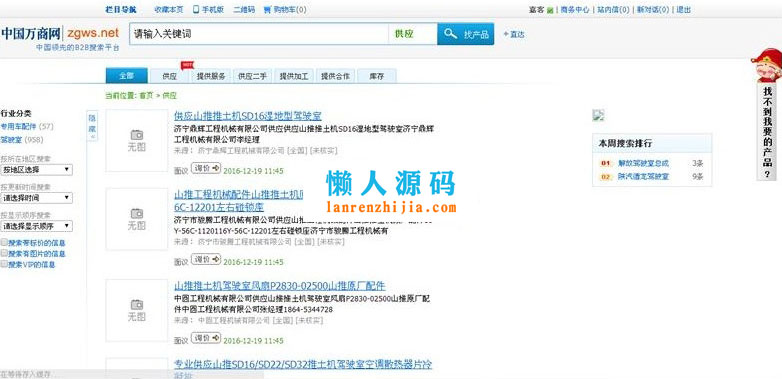 栏目导航 收藏本页 手机版 二维码 购物车(0) 嘉客 商务中心 站内信(0) 新对话(0) 退出
中国万商网 zgws.net
中国领先的B2B搜索平台
请输入关键词 供应 找产品 +直达
全部 供应 提供服务 供应二手 提供加工 提供合作 库存
当前位置: 首页 > 供应
行业分类
专用车配件 (57)
驾驶室 (958)
按所在地区搜索
按地区选择
按更新时间搜索
请选择时间
按显示顺序搜索
请选择显示顺序
搜索带标价的信息
搜索有图片的信息
搜索VIP的信息
隐藏
无图
供应山推推土机SD16湿地型驾驶室
济宁鼎辉工程机械有限公司供应供应山推推土机SD16湿地型驾驶室济宁鼎辉
工程机械有限公司李经理
来源: 济宁鼎辉工程机械有限公司 [全国] [未核实]
面议 询价 2016-12-19 11:45
无图
山推工程机械配件山推推土机
6C-12201左右碰锁座
济宁市骏腾工程机械有限公司供应山
Y-56C-1120116Y-56C-12201左右碰锁座济宁市骏腾工程机械有
来源: 济宁市骏腾工程机械有限公司 [全国] [未核实]
面议 询价 2016-12-19 11:45
无图
山推推土机驾驶室风扇P2830-02500山推原厂配件
中国工程机械有限公司供应山推推土机驾驶室风扇P2830-02500山推原厂配
件中国工程机械有限公司张经理1864-5344728
来源: 中国工程机械有限公司 [全国] [未核实]
面议 询价 2016-12-19 11:45
专业供应山推SD16/SD22/SD32推土机驾驶室空调散热器片冷
本周搜索排行
01 解放驾驶室总成 3条
02 陕汽德龙驾驶室 2条
找不到我要的产品？
懒人源码
lanrenzhijia.com
正在等待存入缓存